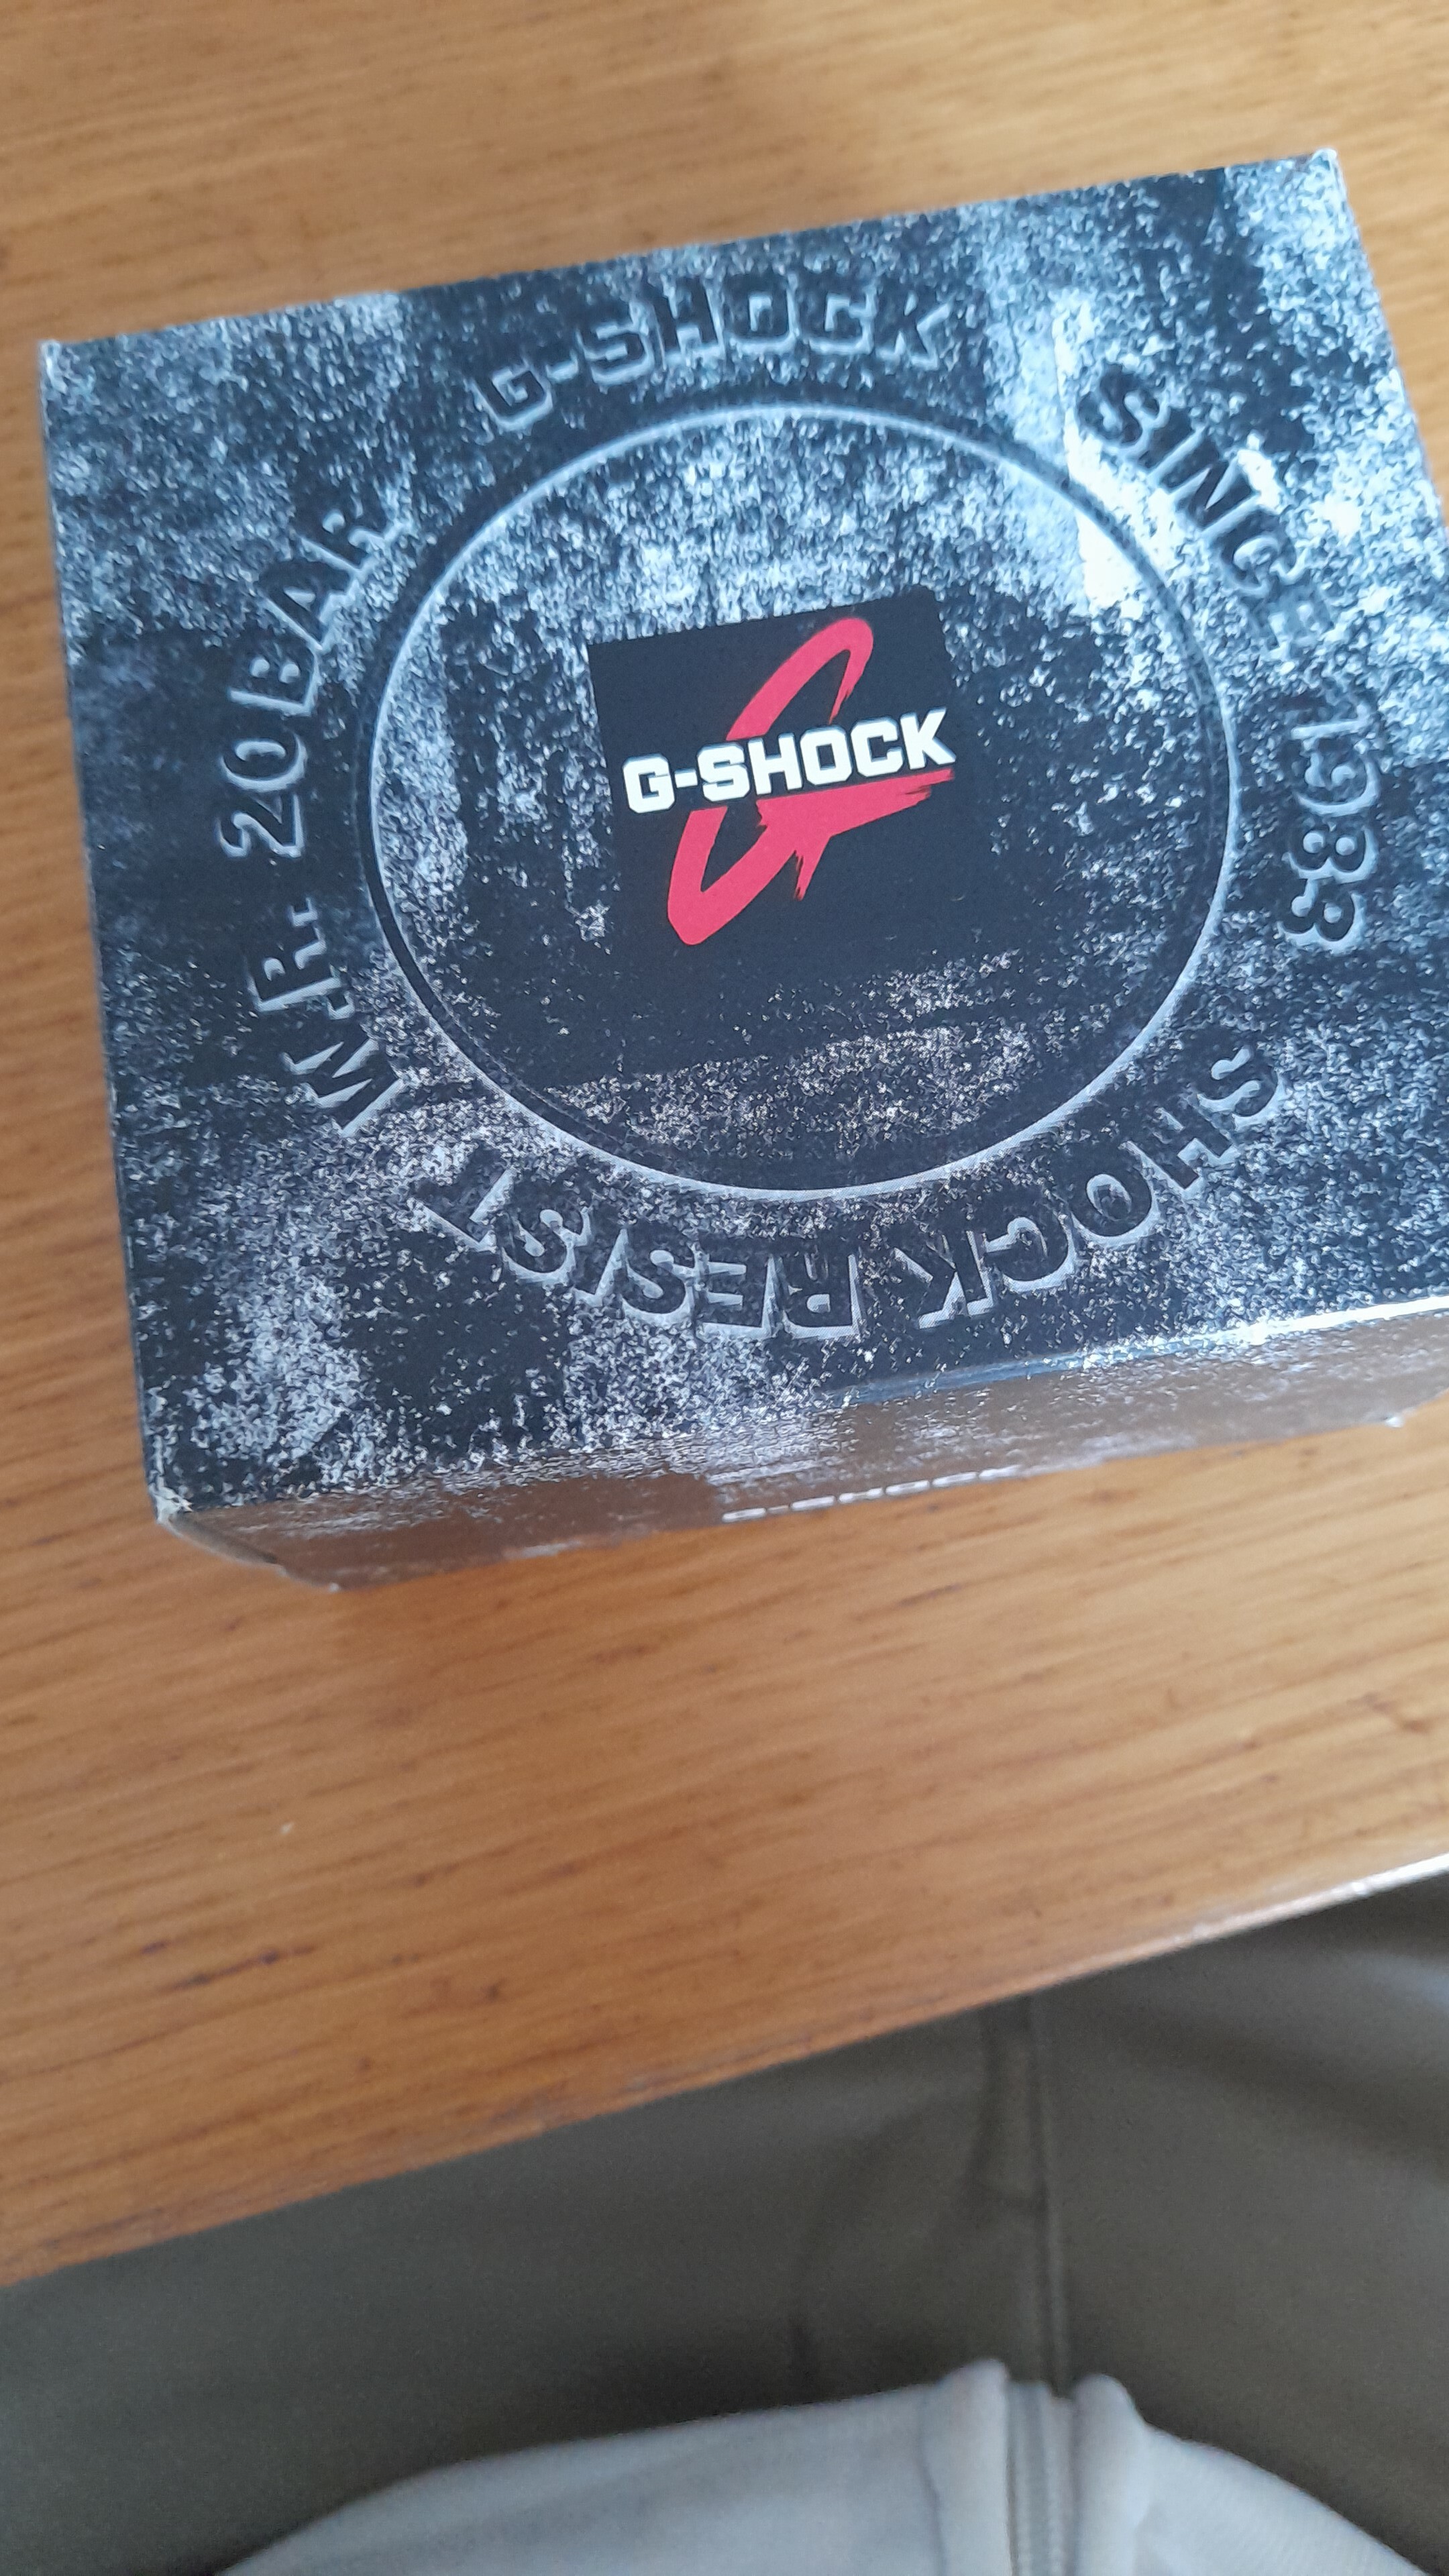 G-SHOCK
SINCE 1983
SHOCK RESIST
W.R. 20BAR
G-SHOCK